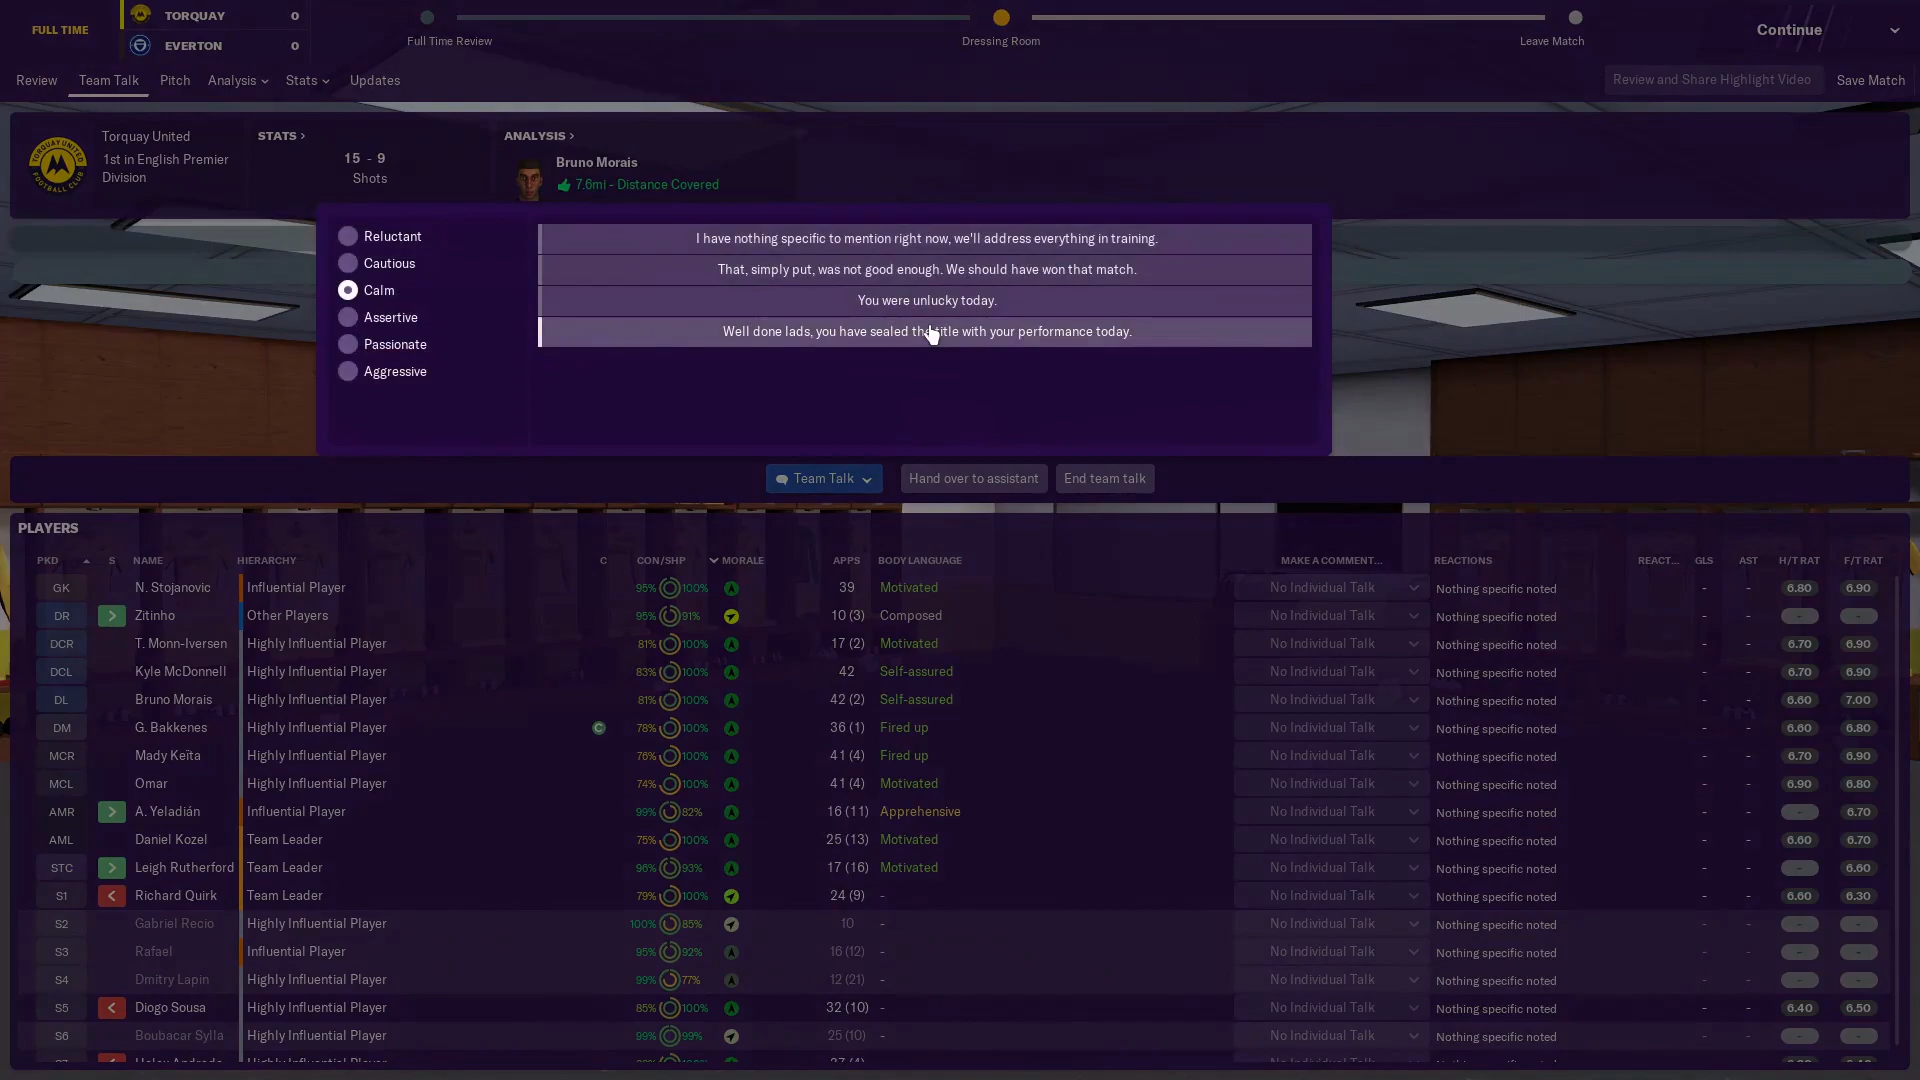 FULL TIME
TORQUAY 0
EVERTON 0
Full Time Review
Dressing Room
Leave Match
Continue
Review Team Talk Pitch Analysis Stats Updates
Review and Share Highlight Video Save Match
TORQUAY UNITED FOOTBALL CLUB
Torquay United
1st in English Premier
Division
STATS
15 - 9
Shots
ANALYSIS
Bruno Morais
7.6mi - Distance Covered
Reluctant
Cautious
Calm
Assertive
Passionate
Aggressive
I have nothing specific to mention right now, we'll address everything in training.
That, simply put, was not good enough. We should have won that match.
You were unlucky today.
Well done lads, you have sealed the title with your performance today.
Team Talk Hand over to assistant End team talk
PLAYERS
PKD S NAME HIERARCHY C CON/SHP MORALE APPS BODY LANGUAGE MAKE A COMMENT... REACTIONS REACT... GLS AST H/T RAT F/T RAT
GK N. Stojanovic Influential Player 95% 100% 39 Motivated No Individual Talk Nothing specific noted - - 6.80 6.90
DR Zitinho Other Players 95% 91% 10 (3) Composed No Individual Talk Nothing specific noted - - - -
DCR T. Monn-Iversen Highly Influential Player 81% 100% 17 (2) Motivated No Individual Talk Nothing specific noted - - 6.70 6.90
DCL Kyle McDonnell Highly Influential Player 83% 100% 42 Self-assured No Individual Talk Nothing specific noted - - 6.70 6.90
DL Bruno Morais Highly Influential Player 81% 100% 42 (2) Self-assured No Individual Talk Nothing specific noted - - 6.60 7.00
DM G. Bakkenes Highly Influential Player C 78% 100% 36 (1) Fired up No Individual Talk Nothing specific noted - - 6.60 6.80
MCR Mady Keïta Highly Influential Player 76% 100% 41 (4) Fired up No Individual Talk Nothing specific noted - - 6.70 6.90
MCL Omar Highly Influential Player 74% 100% 41 (4) Motivated No Individual Talk Nothing specific noted - - 6.90 6.80
AMR A. Yeladián Influential Player 99% 82% 16 (11) Apprehensive No Individual Talk Nothing specific noted - - - 6.70
AML Daniel Kozel Team Leader 75% 100% 25 (13) Motivated No Individual Talk Nothing specific noted - - 6.60 6.70
STC Leigh Rutherford Team Leader 96% 93% 17 (16) Motivated No Individual Talk Nothing specific noted - - - 6.60
S1 Richard Quirk Team Leader 79% 100% 24 (9) - No Individual Talk Nothing specific noted - - 6.60 6.30
S2 Gabriel Recio Highly Influential Player 100% 85% 10 - No Individual Talk Nothing specific noted - - - -
S3 Rafael Influential Player 95% 92% 16 (12) - No Individual Talk Nothing specific noted - - - -
S4 Dmitry Lapin Highly Influential Player 99% 77% 12 (21) - No Individual Talk Nothing specific noted - - - -
S5 Diogo Sousa Highly Influential Player 85% 100% 32 (10) - No Individual Talk Nothing specific noted - - 6.40 6.50
S6 Boubacar Sylla Highly Influential Player 99% 99% 25 (10) - No Individual Talk Nothing specific noted - - - -
Highly Influential Player No Individual Talk Nothing specific noted